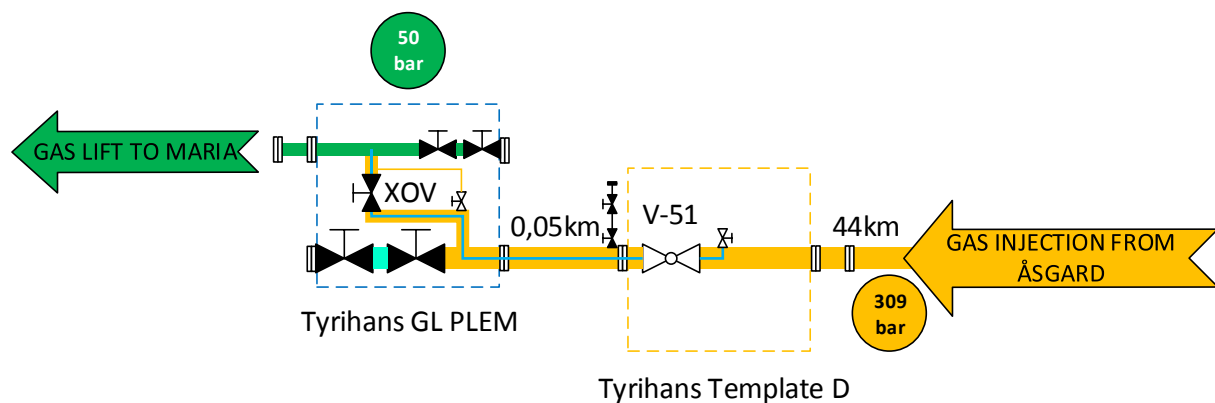 50
bar
GAS LIFT TO MARIA
XOV
0,05km
V-51
44km
GAS INJECTION FROM
ÅSGARD
309
bar
Tyrihans GL PLEM
Tyrihans Template D